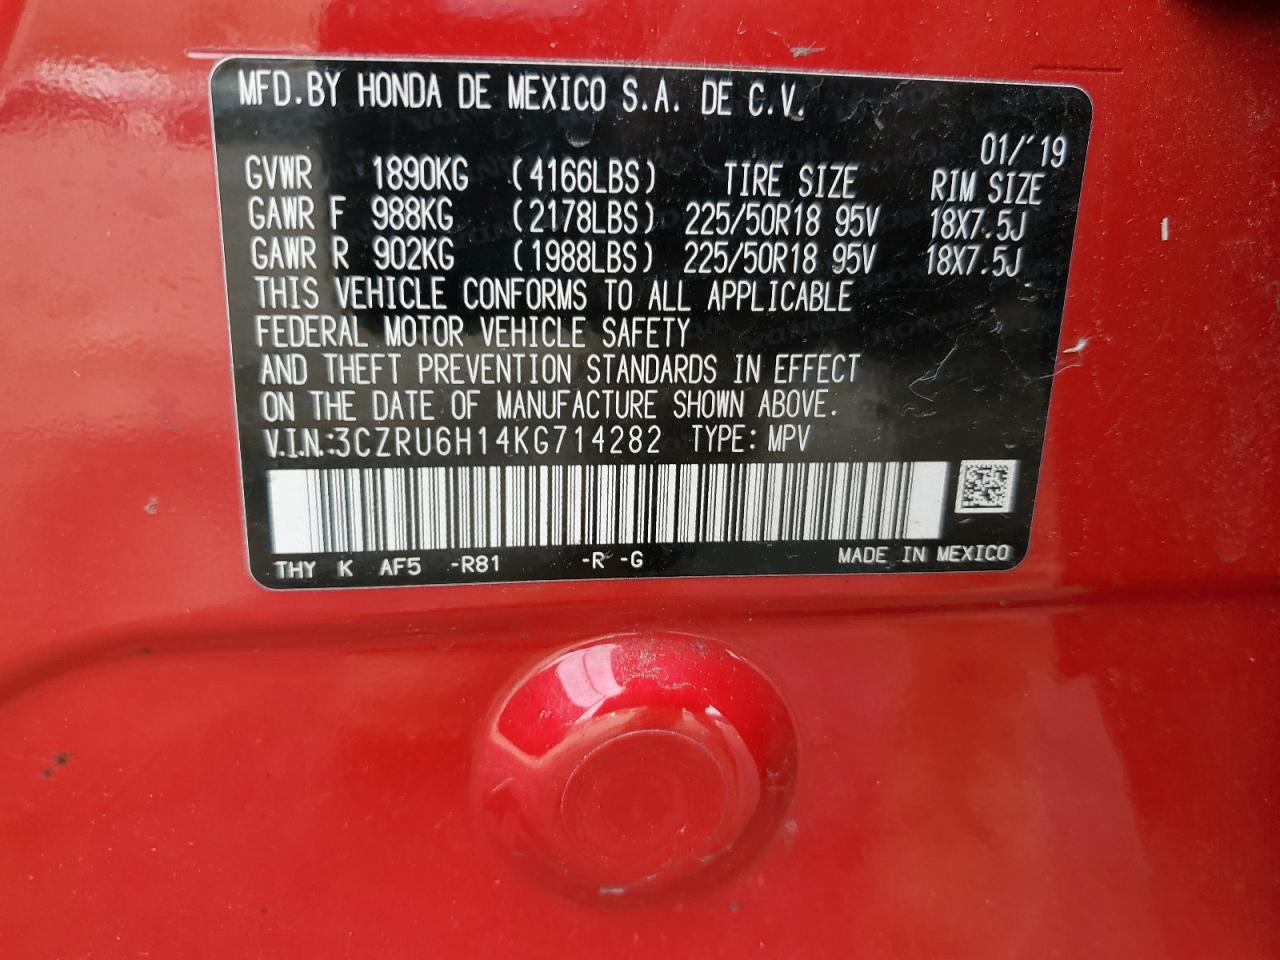 MFD.BY HONDA DE MEXICO S.A. DE C.V.
01/'19
GVWR 1890KG (4166LBS) TIRE SIZE RIM SIZE
GAWR F 988KG (2178LBS) 225/50R18 95V 18X7.5J
GAWR R 902KG (1988LBS) 225/50R18 95V 18X7.5J
THIS VEHICLE CONFORMS TO ALL APPLICABLE
FEDERAL MOTOR VEHICLE SAFETY
AND THEFT PREVENTION STANDARDS IN EFFECT
ON THE DATE OF MANUFACTURE SHOWN ABOVE.
V.I.N.:3CZRU6H14KG714282 TYPE: MPV
THY K AF5 -R81 -R -G MADE IN MEXICO